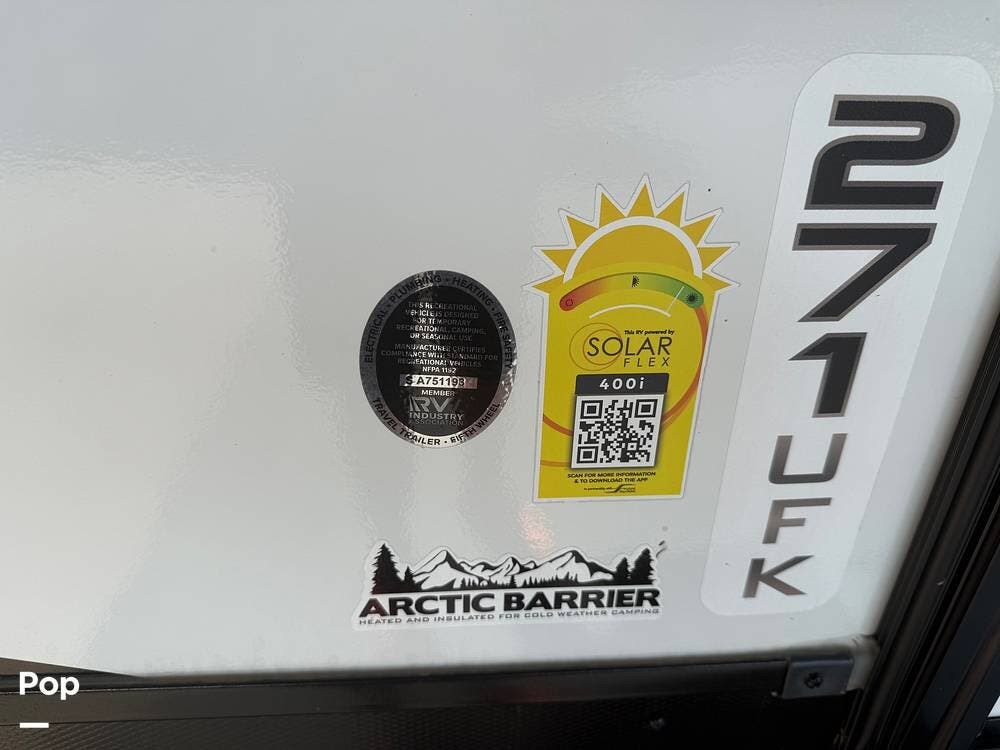 271UFK
ELECTRICAL • PLUMBING • HEATING • FIRE SAFETY
THIS RECREATIONAL
VEHICLE IS DESIGNED
FOR TEMPORARY
RECREATIONAL, CAMPING,
OR SEASONAL USE
MANUFACTURER CERTIFIES
COMPLIANCE WITH STANDARD FOR
RECREATIONAL VEHICLES
NFPA 1192
A751198
MEMBER
RV
INDUSTRY
ASSOCIATION
TRAVEL TRAILER • FIFTH WHEEL
This RV powered by
SOLAR
FLEX
400i
SCAN FOR MORE INFORMATION
& TO DOWNLOAD THE APP
In partnership with
ARCTIC BARRIER
HEATED AND INSULATED FOR COLD WEATHER CAMPING
Pop